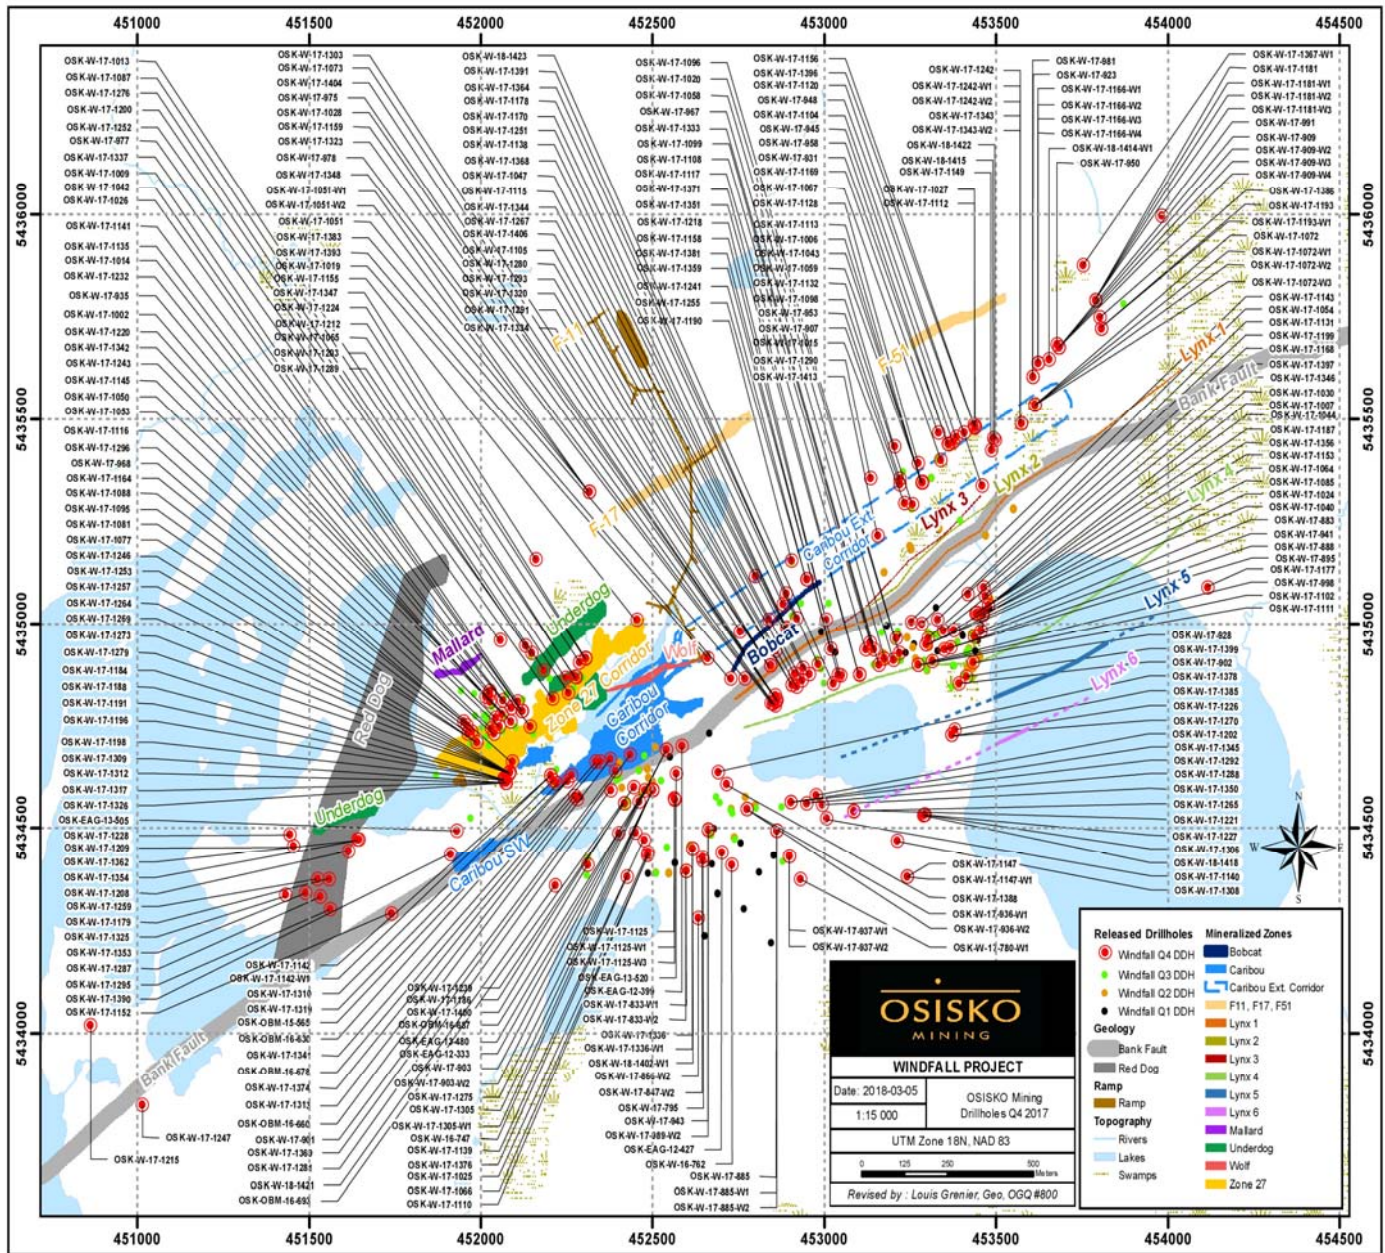 451000 451500 452000 452500 453000 453500 454000 454500
5436000
5435500
5435000
5434500
5434000
OSK-W-17-1013
OSK-W-17-1087
OSK-W-17-1276
OSK-W-17-1200
OSK-W-17-1252
OSK-W-17-977
OSK-W-17-1337
OSK-W-17-1009
OSK-W-17-1042
OSK-W-17-1026
OSK-W-17-1141
OSK-W-17-1135
OSK-W-17-1014
OSK-W-17-1232
OSK-W-17-935
OSK-W-17-1002
OSK-W-17-1220
OSK-W-17-1342
OSK-W-17-1243
OSK-W-17-1145
OSK-W-17-1050
OSK-W-17-1053
OSK-W-17-1116
OSK-W-17-1296
OSK-W-17-968
OSK-W-17-1164
OSK-W-17-1088
OSK-W-17-1095
OSK-W-17-1081
OSK-W-17-1077
OSK-W-17-1246
OSK-W-17-1253
OSK-W-17-1257
OSK-W-17-1264
OSK-W-17-1269
OSK-W-17-1273
OSK-W-17-1279
OSK-W-17-1184
OSK-W-17-1188
OSK-W-17-1191
OSK-W-17-1196
OSK-W-17-1198
OSK-W-17-1309
OSK-W-17-1312
OSK-W-17-1317
OSK-W-17-1326
OSK-EAG-13-505
OSK-W-17-1228
OSK-W-17-1209
OSK-W-17-1362
OSK-W-17-1354
OSK-W-17-1208
OSK-W-17-1259
OSK-W-17-1179
OSK-W-17-1325
OSK-W-17-1353
OSK-W-17-1287
OSK-W-17-1295
OSK-W-17-1390
OSK-W-17-1152
OSK-W-17-1303
OSK-W-17-1073
OSK-W-17-1404
OSK-W-17-975
OSK-W-17-1028
OSK-W-17-1159
OSK-W-17-1323
OSK-W-17-978
OSK-W-17-1348
OSK-W-17-1051-W1
OSK-W-17-1051-W2
OSK-W-17-1051
OSK-W-17-1383
OSK-W-17-1393
OSK-W-17-1019
OSK-W-17-1155
OSK-W-17-1347
OSK-W-17-1224
OSK-W-17-1212
OSK-W-17-1065
OSK-W-17-1203
OSK-W-17-1289
OSK-W-18-1423
OSK-W-17-1391
OSK-W-17-1364
OSK-W-17-1178
OSK-W-17-1170
OSK-W-17-1251
OSK-W-17-1138
OSK-W-17-1368
OSK-W-17-1047
OSK-W-17-1115
OSK-W-17-1344
OSK-W-17-1267
OSK-W-17-1406
OSK-W-17-1105
OSK-W-17-1280
OSK-W-17-1293
OSK-W-17-1320
OSK-W-17-1291
OSK-W-17-1334
OSK-W-17-1096
OSK-W-17-1020
OSK-W-17-1058
OSK-W-17-967
OSK-W-17-1333
OSK-W-17-1099
OSK-W-17-1108
OSK-W-17-1117
OSK-W-17-1371
OSK-W-17-1351
OSK-W-17-1218
OSK-W-17-1158
OSK-W-17-1381
OSK-W-17-1359
OSK-W-17-1241
OSK-W-17-1255
OSK-W-17-1190
OSK-W-17-1156
OSK-W-17-1396
OSK-W-17-1120
OSK-W-17-948
OSK-W-17-1104
OSK-W-17-945
OSK-W-17-958
OSK-W-17-931
OSK-W-17-1169
OSK-W-17-1067
OSK-W-17-1128
OSK-W-17-1113
OSK-W-17-1006
OSK-W-17-1043
OSK-W-17-1059
OSK-W-17-1132
OSK-W-17-1098
OSK-W-17-953
OSK-W-17-907
OSK-W-17-1015
OSK-W-17-1290
OSK-W-17-1413
OSK-W-17-1242
OSK-W-17-1242-W1
OSK-W-17-1242-W2
OSK-W-17-1343
OSK-W-17-1343-W2
OSK-W-18-1422
OSK-W-18-1415
OSK-W-17-1149
OSK-W-17-1027
OSK-W-17-1112
OSK-W-17-981
OSK-W-17-923
OSK-W-17-1166-W1
OSK-W-17-1166-W2
OSK-W-17-1166-W3
OSK-W-17-1166-W4
OSK-W-18-1414-W1
OSK-W-17-950
OSK-W-17-1367-W1
OSK-W-17-1181
OSK-W-17-1181-W1
OSK-W-17-1181-W2
OSK-W-17-1181-W3
OSK-W-17-991
OSK-W-17-909
OSK-W-17-909-W2
OSK-W-17-909-W3
OSK-W-17-909-W4
OSK-W-17-1386
OSK-W-17-1193
OSK-W-17-1193-W1
OSK-W-17-1072
OSK-W-17-1072-W1
OSK-W-17-1072-W2
OSK-W-17-1072-W3
OSK-W-17-1143
OSK-W-17-1054
OSK-W-17-1131
OSK-W-17-1199
OSK-W-17-1168
OSK-W-17-1397
OSK-W-17-1346
OSK-W-17-1030
OSK-W-17-1007
OSK-W-17-1044
OSK-W-17-1187
OSK-W-17-1356
OSK-W-17-1153
OSK-W-17-1064
OSK-W-17-1085
OSK-W-17-1024
OSK-W-17-1040
OSK-W-17-883
OSK-W-17-941
OSK-W-17-888
OSK-W-17-895
OSK-W-17-1177
OSK-W-17-998
OSK-W-17-1102
OSK-W-17-1111
OSK-W-17-928
OSK-W-17-1399
OSK-W-17-902
OSK-W-17-1378
OSK-W-17-1385
OSK-W-17-1226
OSK-W-17-1270
OSK-W-17-1202
OSK-W-17-1345
OSK-W-17-1292
OSK-W-17-1288
OSK-W-17-1350
OSK-W-17-1265
OSK-W-17-1221
OSK-W-17-1227
OSK-W-17-1306
OSK-W-18-1418
OSK-W-17-1308
OSK-W-17-1147
OSK-W-17-1147-W1
OSK-W-17-1388
OSK-W-17-936-W1
OSK-W-17-936-W2
OSK-W-17-780-W1
OSK-W-17-937-W1
OSK-W-17-937-W2
F-11
F-17
F-51
Lynx-1
Bank Fault
Lynx 2
Lynx 3
Lynx 4
Lynx-5
Lynx-6
Caribou Ext.
Corridor
Bobcat
Wolf
Underdog
Mallard
Zone 27 Corridor
Caribou
Corridor
Red Dog
Underdog
Caribou SW
Bank Fault
OSK-W-17-1247
OSK-W-17-1215
OSK-W-17-1142
OSK-W-17-1142-W1
OSK-W-17-1310
OSK-W-17-1319
OSK-OBM-15-565
OSK-OBM-16-630
OSK-W-17-1341
OSK-OBM-16-678
OSK-W-17-1374
OSK-W-17-1313
OSK-OBM-16-660
OSK-W-17-901
OSK-W-17-1369
OSK-W-17-1281
OSK-W-18-1421
OSK-OBM-16-693
OSK-W-17-1239
OSK-W-17-1186
OSK-W-17-1400
OSK-OBM-16-687
OSK-EAG-13-480
OSK-EAG-12-333
OSK-W-17-903
OSK-W-17-903-W2
OSK-W-17-1275
OSK-W-17-1305
OSK-W-17-1305-W1
OSK-W-16-747
OSK-W-17-1139
OSK-W-17-1376
OSK-W-17-1025
OSK-W-17-1066
OSK-W-17-1110
OSK-W-17-1125
OSK-W-17-1125-W1
OSK-W-17-1125-W3
OSK-EAG-13-520
OSK-EAG-12-399
OSK-W-17-833-W1
OSK-W-17-833-W2
OSK-W-17-1336
OSK-W-17-1336-W1
OSK-W-18-1402-W1
OSK-W-17-866-W2
OSK-W-17-847-W2
OSK-W-17-795
OSK-W-17-943
OSK-W-17-989-W2
OSK-EAG-12-427
OSK-W-16-762
OSK-W-17-885
OSK-W-17-885-W1
OSK-W-17-885-W2
OSISKO
MINING
WINDFALL PROJECT
Date: 2018-03-05
1:15 000
OSISKO Mining
Drillholes Q4 2017
UTM Zone 18N, NAD 83
0 125 250 500
Meters
Revised by : Louis Grenier, Geo, OGQ #800
N
W E
S
Released Drillholes
Windfall Q4 DDH
Windfall Q3 DDH
Windfall Q2 DDH
Windfall Q1 DDH
Geology
Bank Fault
Red Dog
Ramp
Ramp
Topography
Rivers
Lakes
Swamps
Mineralized Zones
Bobcat
Caribou
Caribou Ext. Corridor
F11, F17, F51
Lynx 1
Lynx 2
Lynx 3
Lynx 4
Lynx 5
Lynx 6
Mallard
Underdog
Wolf
Zone 27
5436000
5435500
5435000
5434500
5434000
451000 451500 452000 452500 453000 453500 454000 454500